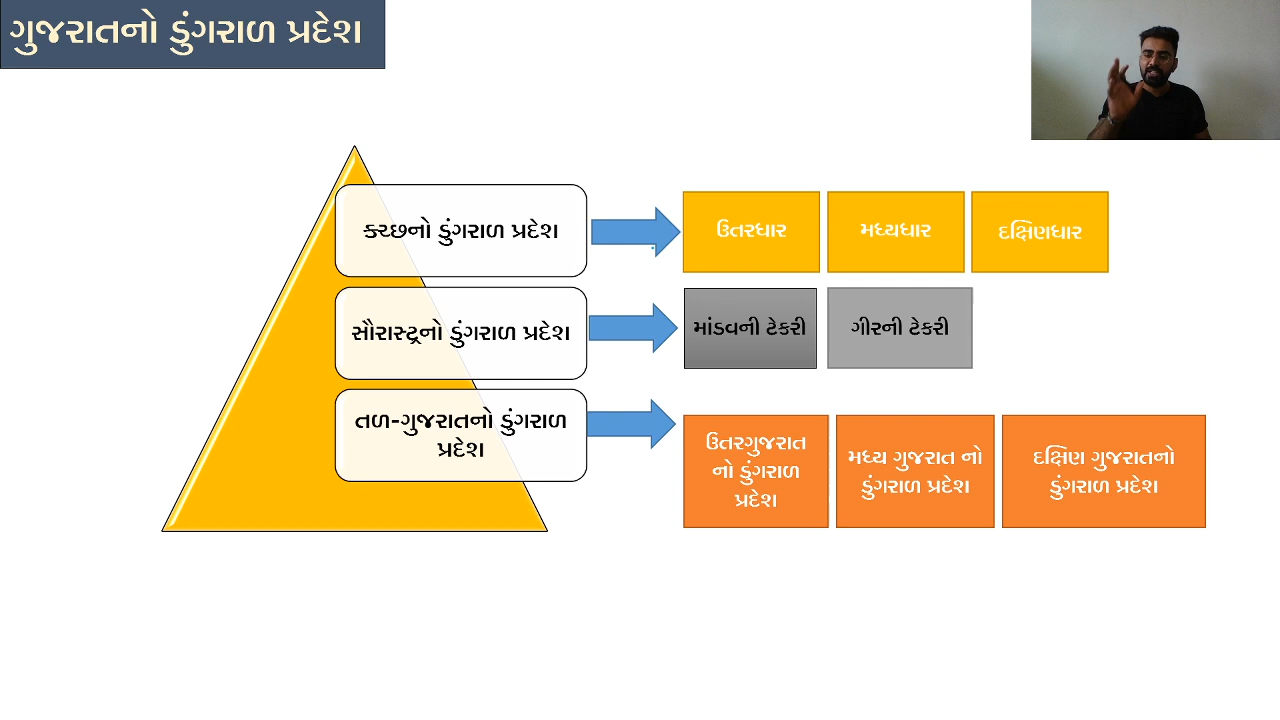 ગુજરાતનો ડુંગરાળ પ્રદેશ
કચ્છનો ડુંગરાળ પ્રદેશ
ઉતરધાર
મધ્યધાર
દક્ષિણધાર
સૌરાસ્ટ્રનો ડુંગરાળ પ્રદેશ
માંડવની ટેકરી
ગીરની ટેકરી
તળ-ગુજરાતનો ડુંગરાળ
પ્રદેશ
ઉતરગુજરાત
નો ડુંગરાળ
પ્રદેશ
મધ્ય ગુજરાત નો
ડુંગરાળ પ્રદેશ
દક્ષિણ ગુજરાતનો
ડુંગરાળ પ્રદેશ